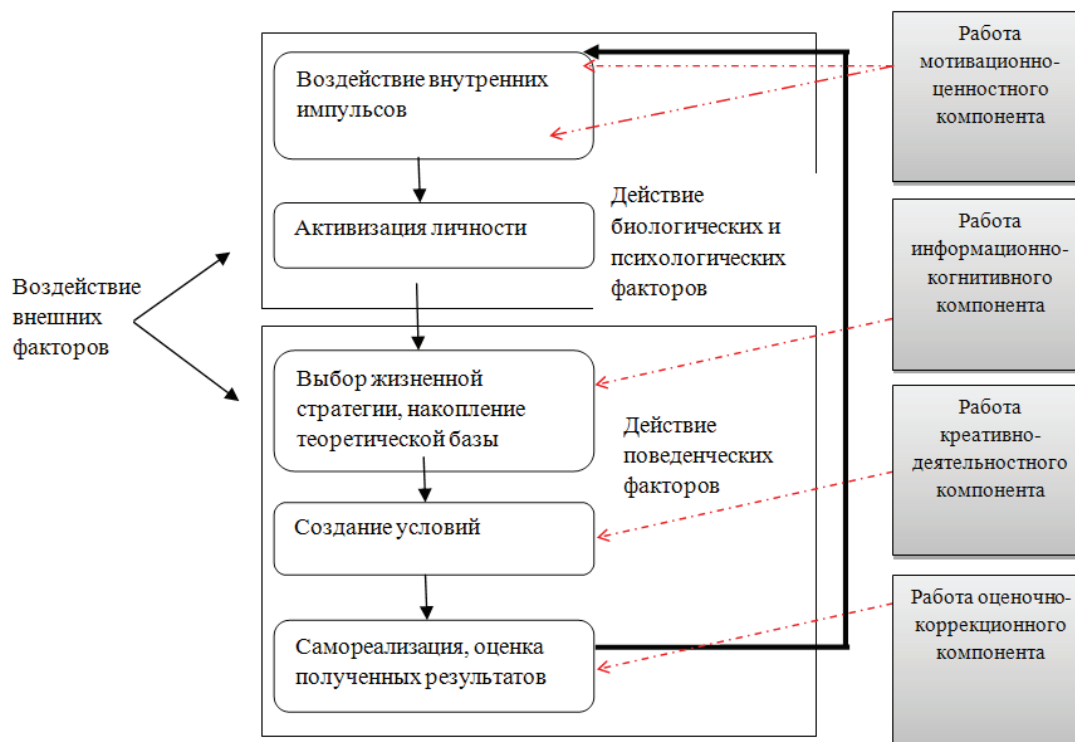 Воздействие
внешних
факторов
Воздействие внутренних
импульсов
Активизация личности
Действие
биологических и
психологических
факторов
Выбор жизненной
стратегии, накопление
теоретической базы
Действие
поведенческих
факторов
Создание условий
Самореализация, оценка
полученных результатов
Работа
мотивационно-
ценностного
компонента
Работа
информационно-
когнитивного
компонента
Работа
креативно-
деятельностного
компонента
Работа оценочно-
коррекционного
компонента